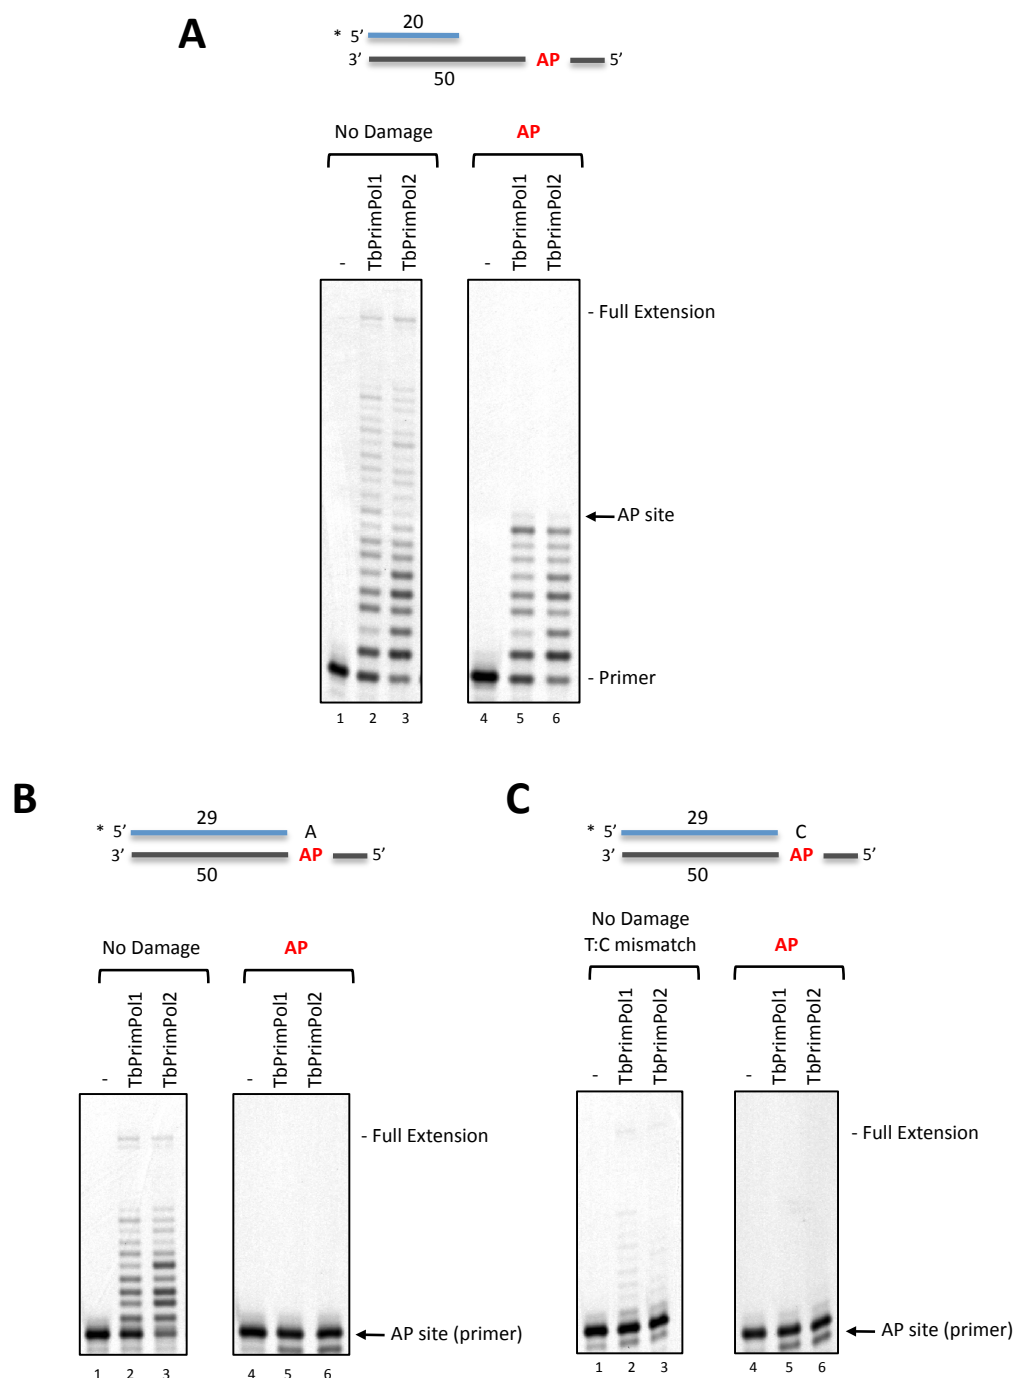 A
20
* 5’
3’ AP 5’
50
No Damage AP
- TbPrimPol1 TbPrimPol2 - TbPrimPol1 TbPrimPol2
- Full Extension
AP site
- Primer
1 2 3 4 5 6
B
29
* 5’ A
3’ AP 5’
50
No Damage AP
- TbPrimPol1 TbPrimPol2 - TbPrimPol1 TbPrimPol2
- Full Extension
AP site (primer)
1 2 3 4 5 6
C
29
* 5’ C
3’ AP 5’
50
No Damage
T:C mismatch AP
- TbPrimPol1 TbPrimPol2 - TbPrimPol1 TbPrimPol2
- Full Extension
AP site (primer)
1 2 3 4 5 6